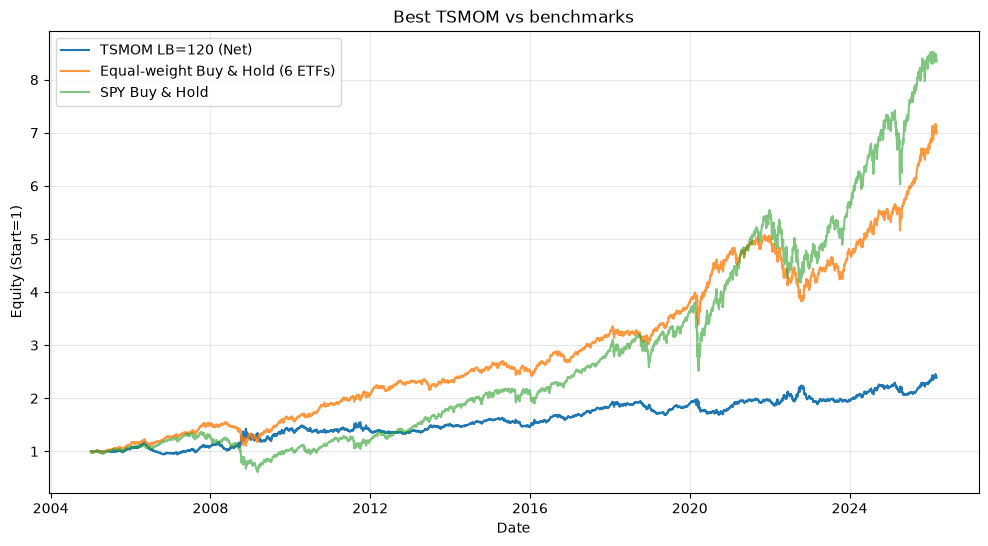 Best TSMOM vs benchmarks
TSMOM LB=120 (Net)
Equal-weight Buy & Hold (6 ETFs)
SPY Buy & Hold
Equity (Start=1)
8
7
6
5
4
3
2
1
2004
2008
2012
2016
2020
2024
Date